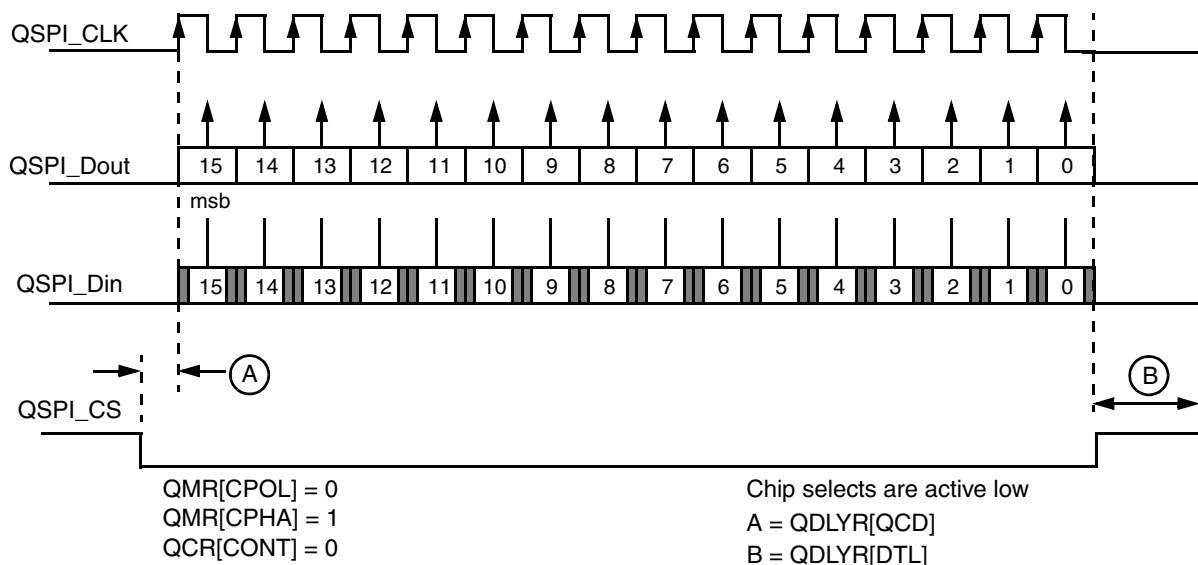 QSPI_CLK
QSPI_Dout
15 14 13 12 11 10 9 8 7 6 5 4 3 2 1 0
msb
QSPI_Din
15 14 13 12 11 10 9 8 7 6 5 4 3 2 1 0
A
B
QSPI_CS
QMR[CPOL] = 0
QMR[CPHA] = 1
QCR[CONT] = 0
Chip selects are active low
A = QDLYR[QCD]
B = QDLYR[DTL]